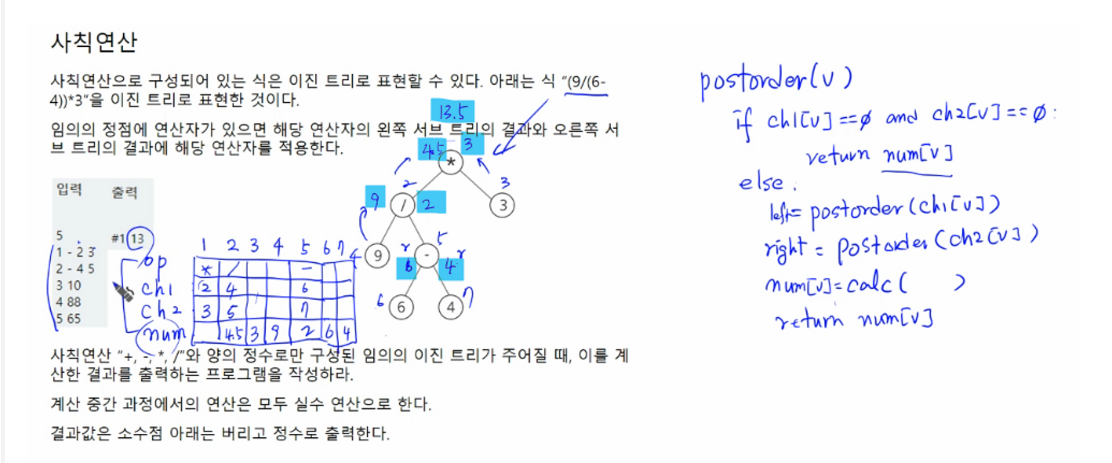 사칙연산
사칙연산으로 구성되어 있는 식은 이진 트리로 표현할 수 있다. 아래는 식 "(9/(6-
4))*3"을 이진 트리로 표현한 것이다.
임의의 정점에 연산자가 있으면 해당 연산자의 왼쪽 서브 트리의 결과와 오른쪽 서
브 트리의 결과에 해당 연산자를 적용한다.
13.5
4.5 3
*
2 3
9 / 2 3
입력 출력
5 #1 13
1 - 2 3
2 - 4 5
3 10
4 88
5 65
op
ch1
ch2
num
1 2 3 4 5 6 7
* / -
2 4 6
3 5 7
4.5 3 9 2 6 4
4 5
9 - 
6 4
6 7
6 4
사칙연산 "+, -, *, /"와 양의 정수로만 구성된 임의의 이진 트리가 주어질 때, 이를 계
산한 결과를 출력하는 프로그램을 작성하라.
계산 중간 과정에서의 연산은 모두 실수 연산으로 한다.
결과값은 소수점 아래는 버리고 정수로 출력한다.
postorder(v)
if ch1[v]==0 and ch2[v]==0:
return num[v]
else.
left= postorder(ch1[v])
right = postorder(ch2[v])
num[v]=calc( )
return num[v]